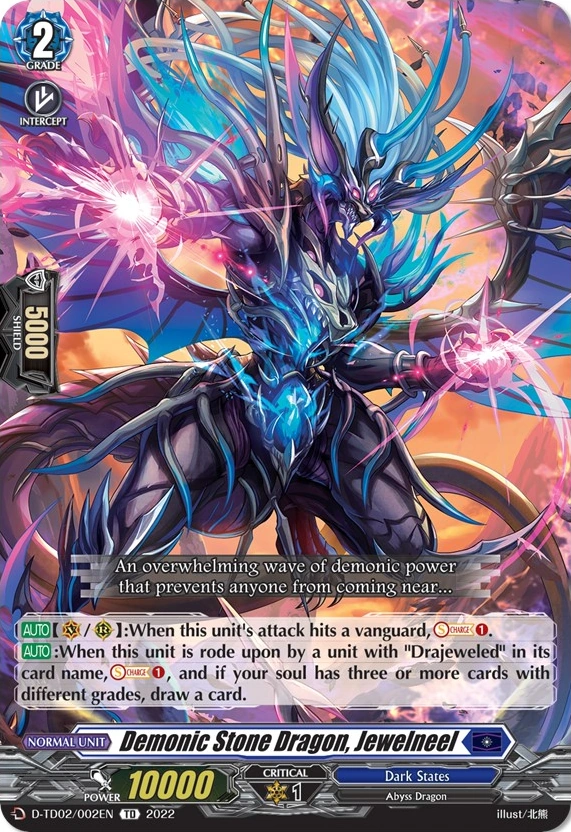 2
GRADE
INTERCEPT
5000
SHIELD
An overwhelming wave of demonic power
that prevents anyone from coming near...
AUTO【V/R】:When this unit's attack hits a vanguard, S CHARGE 1.
AUTO:When this unit is rode upon by a unit with "Drajeweled" in its
card name, S CHARGE 1, and if your soul has three or more cards with
different grades, draw a card.
NORMAL UNIT Demonic Stone Dragon, Jewelneel
POWER 10000 CRITICAL 1 Dark States
Abyss Dragon
D-TD02/002EN TD 2022 illust/北熊